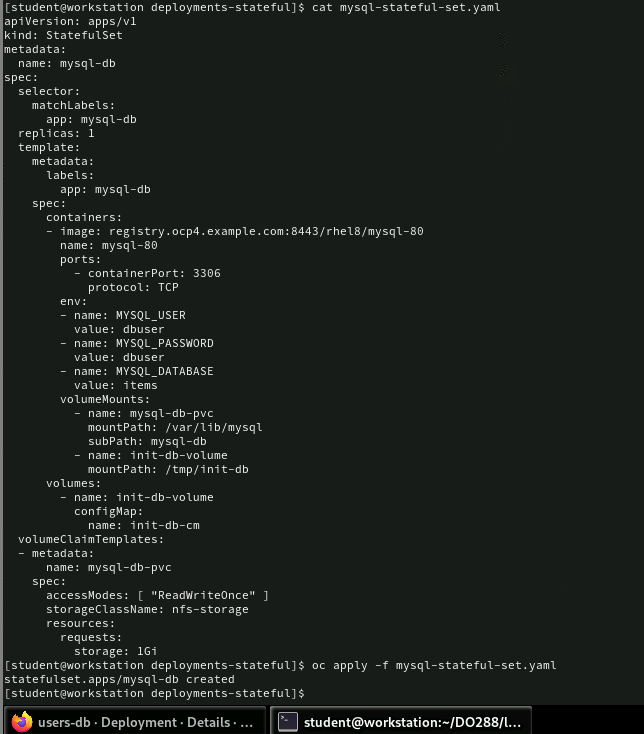 [student@workstation deployments-stateful]$ cat mysql-stateful-set.yaml
apiVersion: apps/v1
kind: StatefulSet
metadata:
  name: mysql-db
spec:
  selector:
    matchLabels:
      app: mysql-db
  replicas: 1
  template:
    metadata:
      labels:
        app: mysql-db
    spec:
      containers:
      - image: registry.ocp4.example.com:8443/rhel8/mysql-80
        name: mysql-80
        ports:
          - containerPort: 3306
            protocol: TCP
        env:
        - name: MYSQL_USER
          value: dbuser
        - name: MYSQL_PASSWORD
          value: dbuser
        - name: MYSQL_DATABASE
          value: items
        volumeMounts:
          - name: mysql-db-pvc
            mountPath: /var/lib/mysql
            subPath: mysql-db
          - name: init-db-volume
            mountPath: /tmp/init-db
      volumes:
        - name: init-db-volume
          configMap:
            name: init-db-cm
  volumeClaimTemplates:
  - metadata:
      name: mysql-db-pvc
    spec:
      accessModes: [ "ReadWriteOnce" ]
      storageClassName: nfs-storage
      resources:
        requests:
          storage: 1Gi
[student@workstation deployments-stateful]$ oc apply -f mysql-stateful-set.yaml
statefulset.apps/mysql-db created
[student@workstation deployments-stateful]$
users-db · Deployment · Details · ...
student@workstation:~/DO288/l...